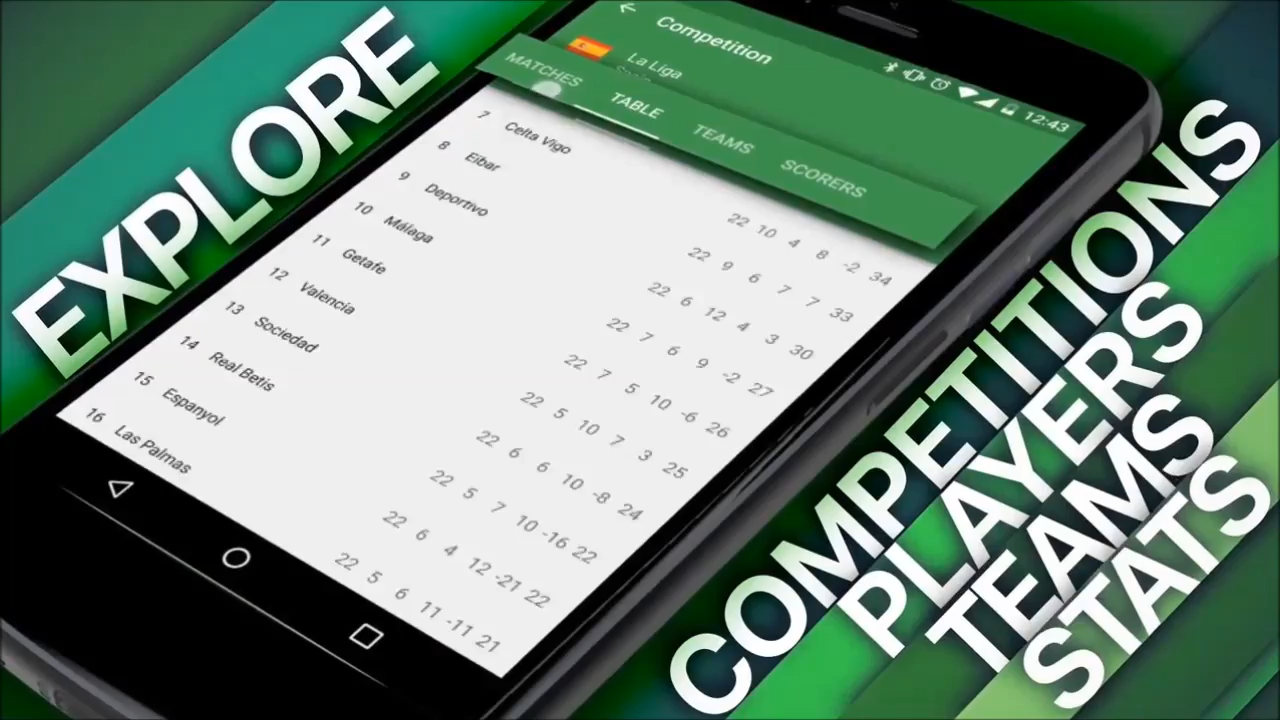 EXPLORE
Competition
12:43
La Liga
MATCHES TABLE TEAMS SCORERS
7 Celta Vigo 22 10 4 8 -2 34
8 Eibar 22 9 6 7 7 33
9 Deportivo 22 6 12 4 3 30
10 Málaga 22 7 6 9 -2 27
11 Getafe 22 7 5 10 -6 26
12 Valencia 22 5 10 7 3 25
13 Sociedad 22 6 6 10 -8 24
14 Real Betis 22 5 7 10 -16 22
15 Espanyol 22 6 4 12 -21 22
16 Las Palmas 22 5 6 11 -11 21
COMPETITIONS
PLAYERS
TEAMS
STATS